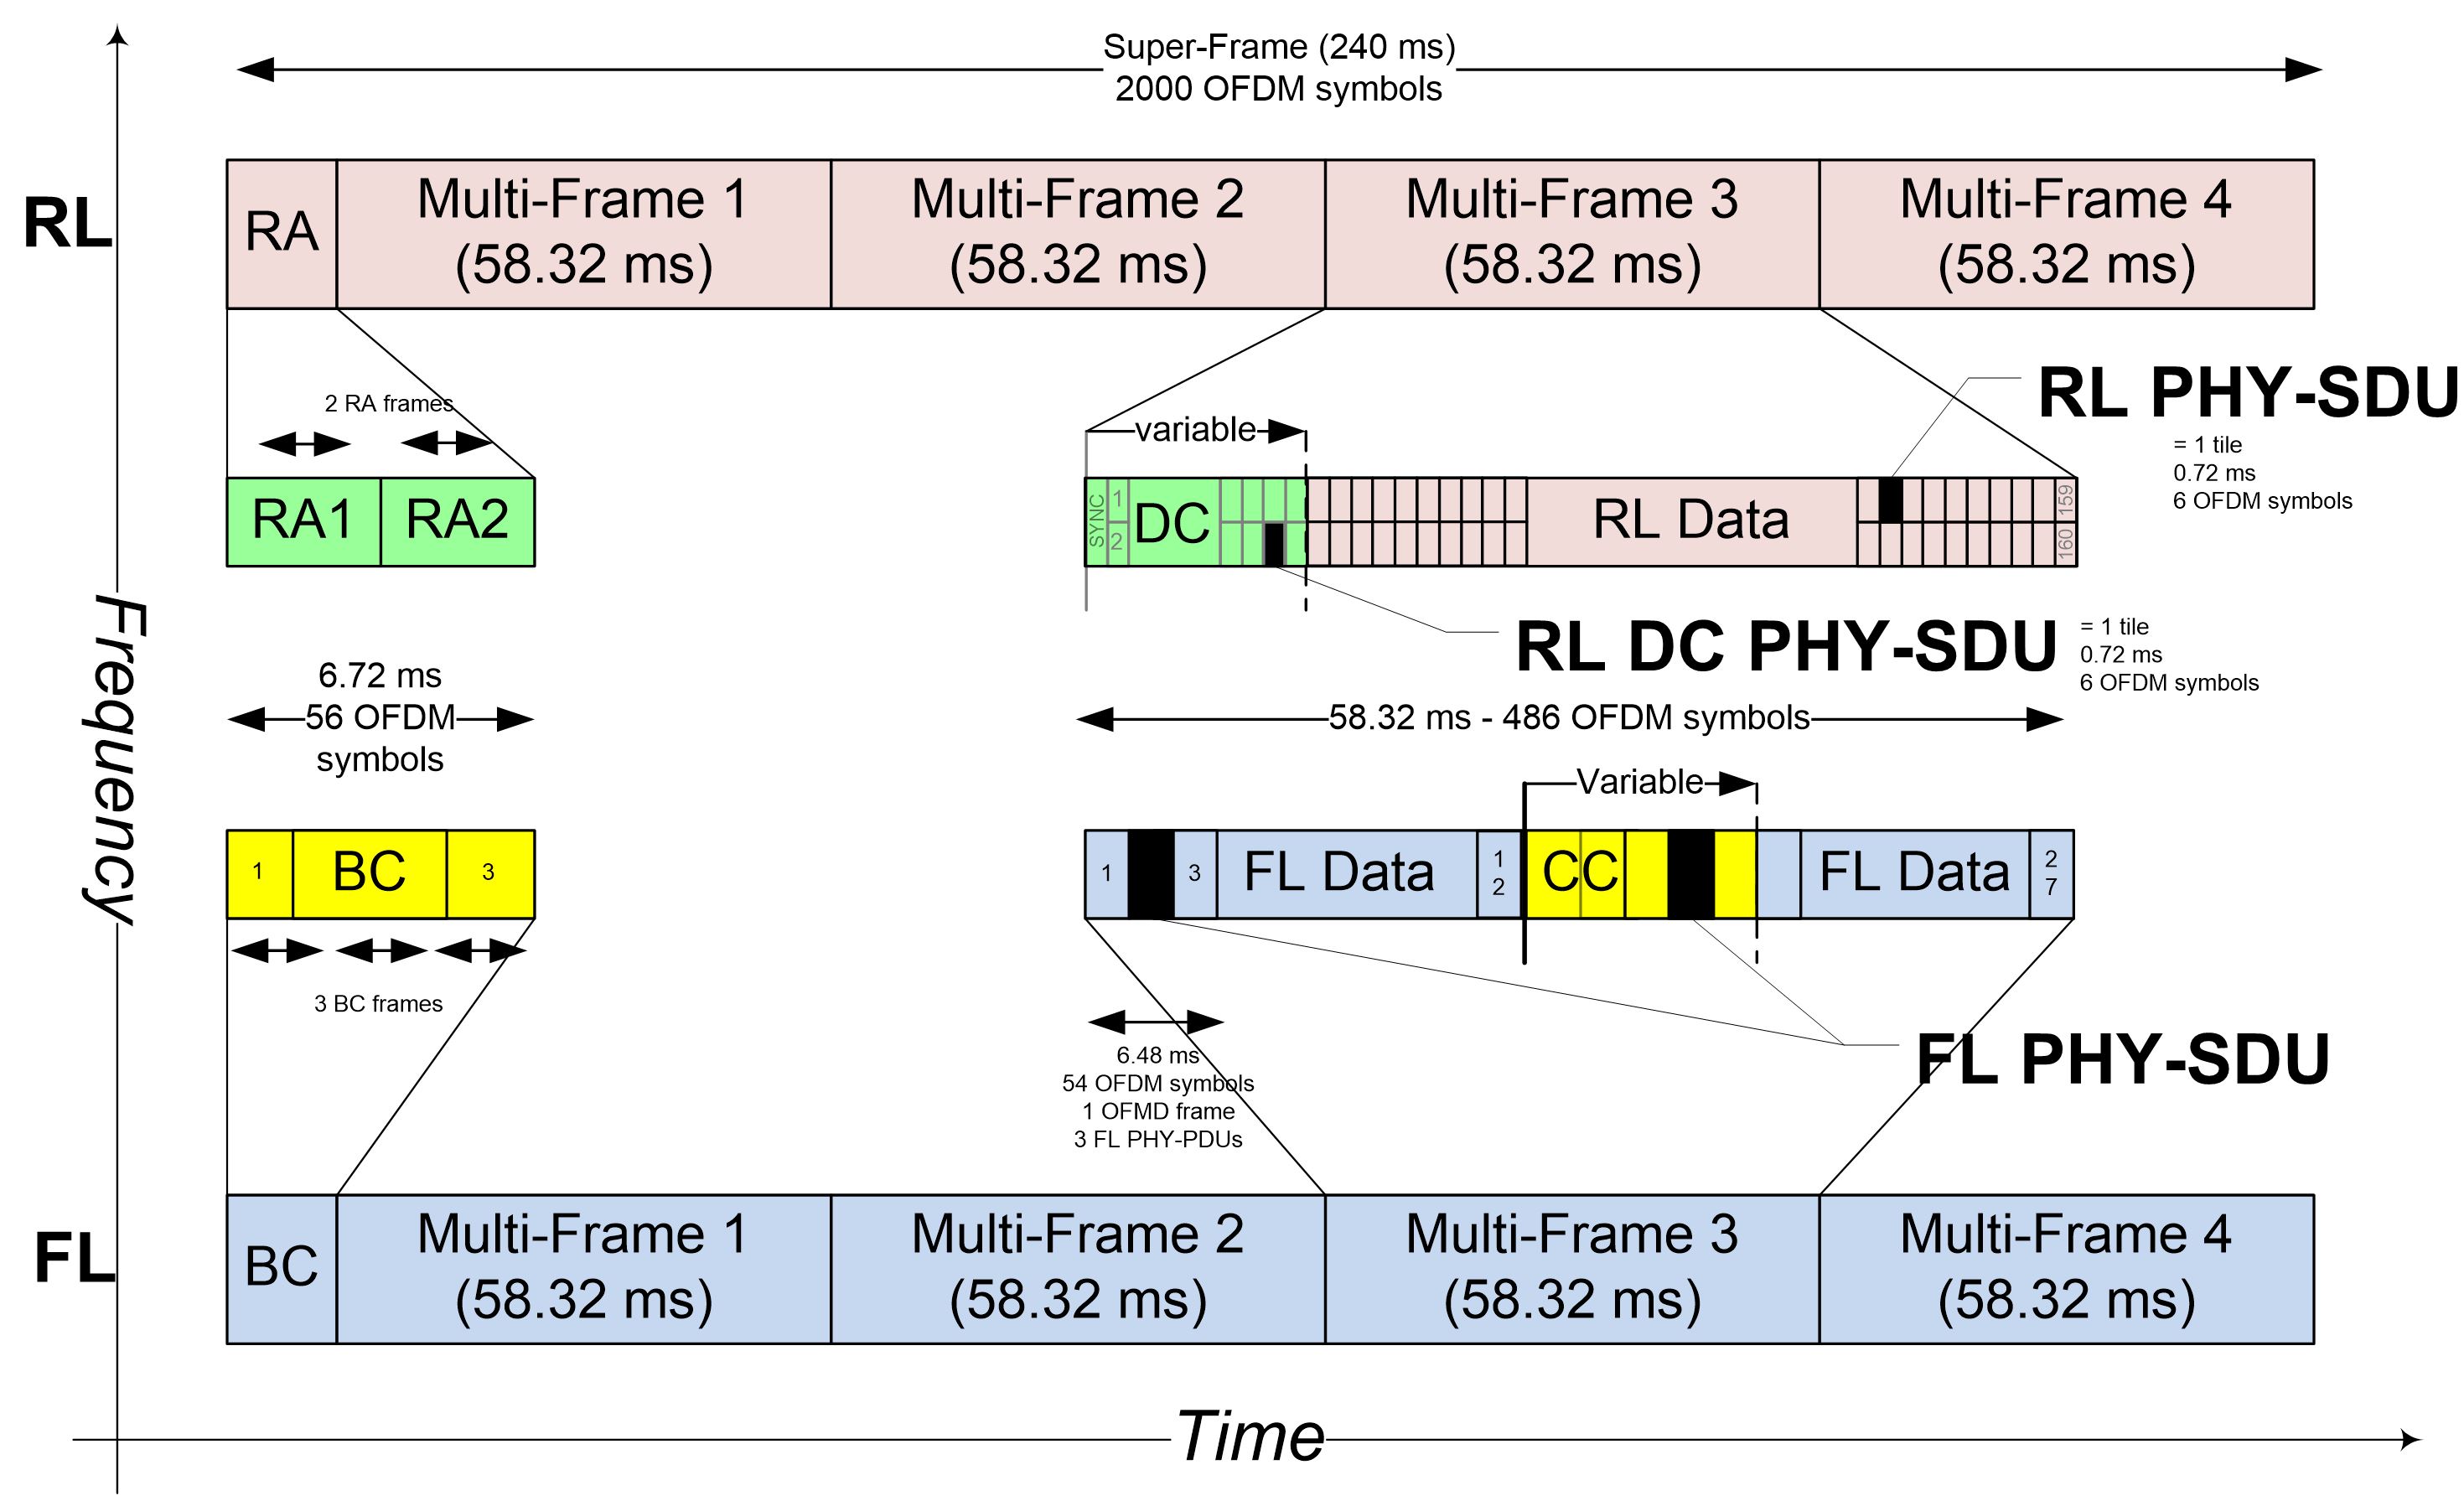 Super-Frame (240 ms)
2000 OFDM symbols
RL
RA
Multi-Frame 1
(58.32 ms)
Multi-Frame 2
(58.32 ms)
Multi-Frame 3
(58.32 ms)
Multi-Frame 4
(58.32 ms)
2 RA frames
RA1
RA2
variable
SYNC
1
2
DC
RL Data
159
160
RL PHY-SDU
= 1 tile
0.72 ms
6 OFDM symbols
RL DC PHY-SDU
= 1 tile
0.72 ms
6 OFDM symbols
Frequency
6.72 ms
56 OFDM
symbols
58.32 ms - 486 OFDM symbols
Variable
1
BC
3
1
3
FL Data
1
2
CC
FL Data
2
7
3 BC frames
6.48 ms
54 OFDM symbols
1 OFMD frame
3 FL PHY-PDUs
FL PHY-SDU
FL
BC
Multi-Frame 1
(58.32 ms)
Multi-Frame 2
(58.32 ms)
Multi-Frame 3
(58.32 ms)
Multi-Frame 4
(58.32 ms)
Time